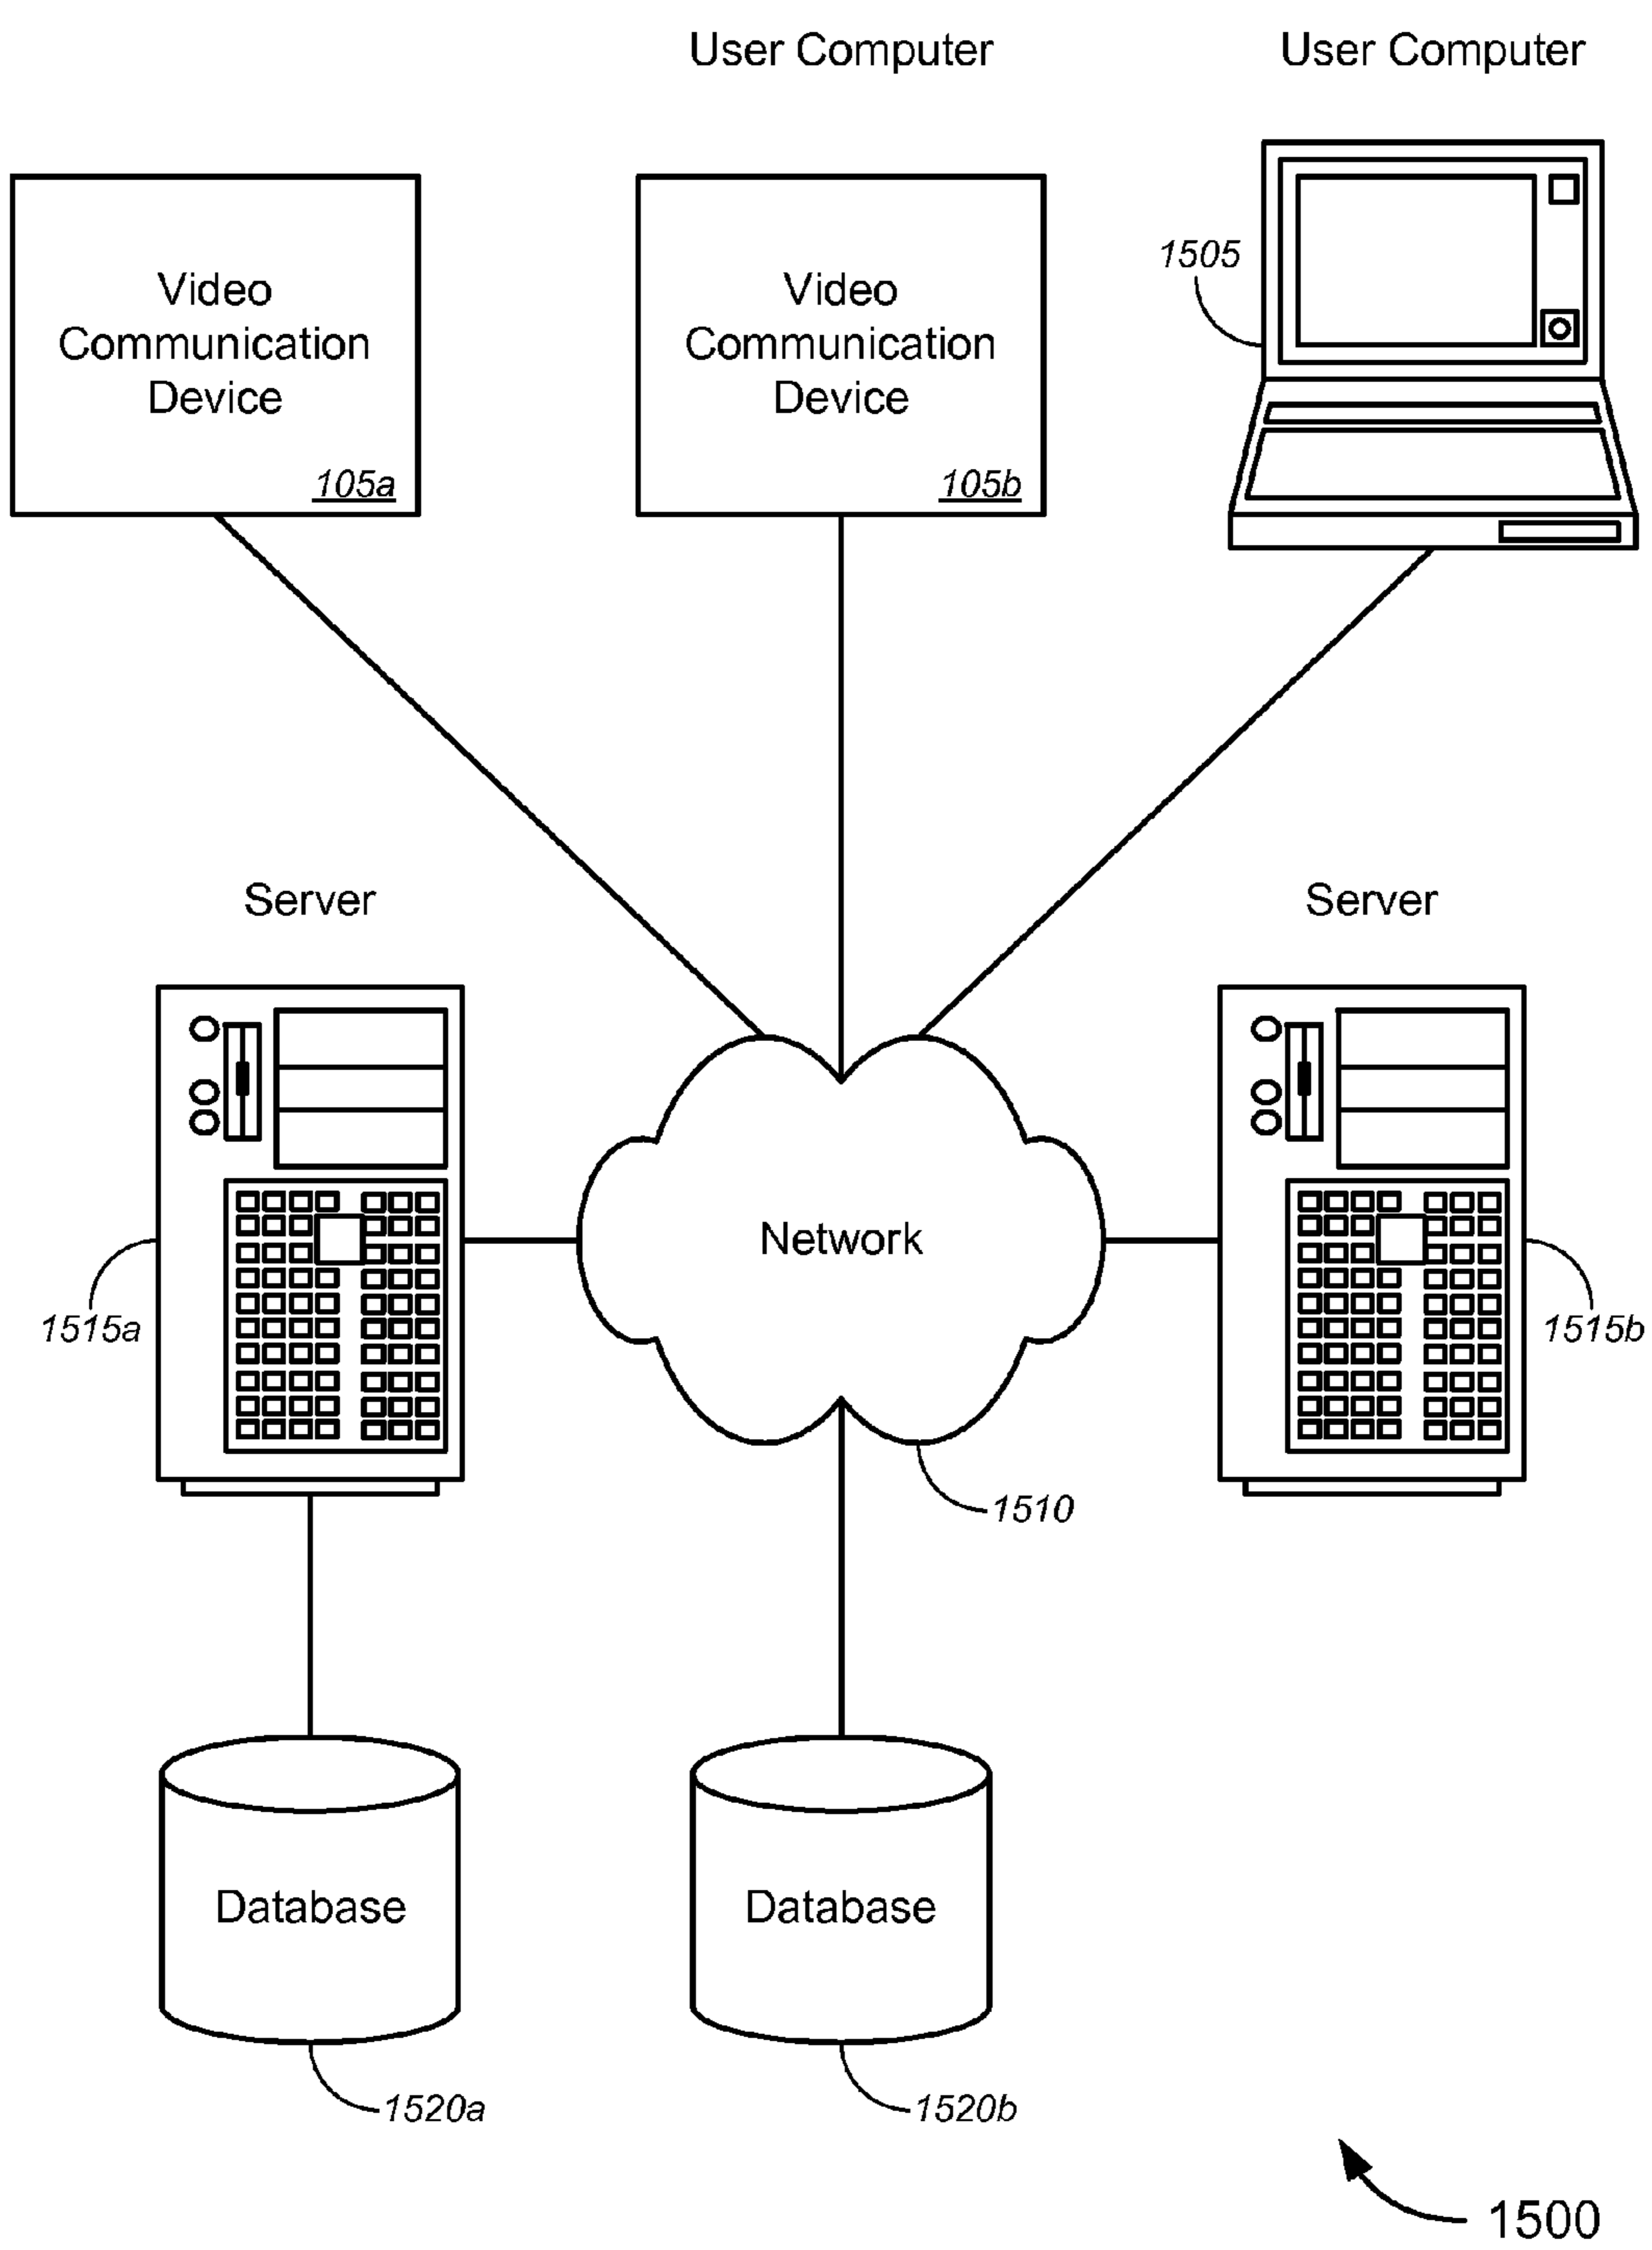 User Computer
User Computer
Video
Communication
Device
105a
Video
Communication
Device
105b
1505
Server
Server
Network
1515a
1515b
1510
Database
Database
1520a
1520b
1500